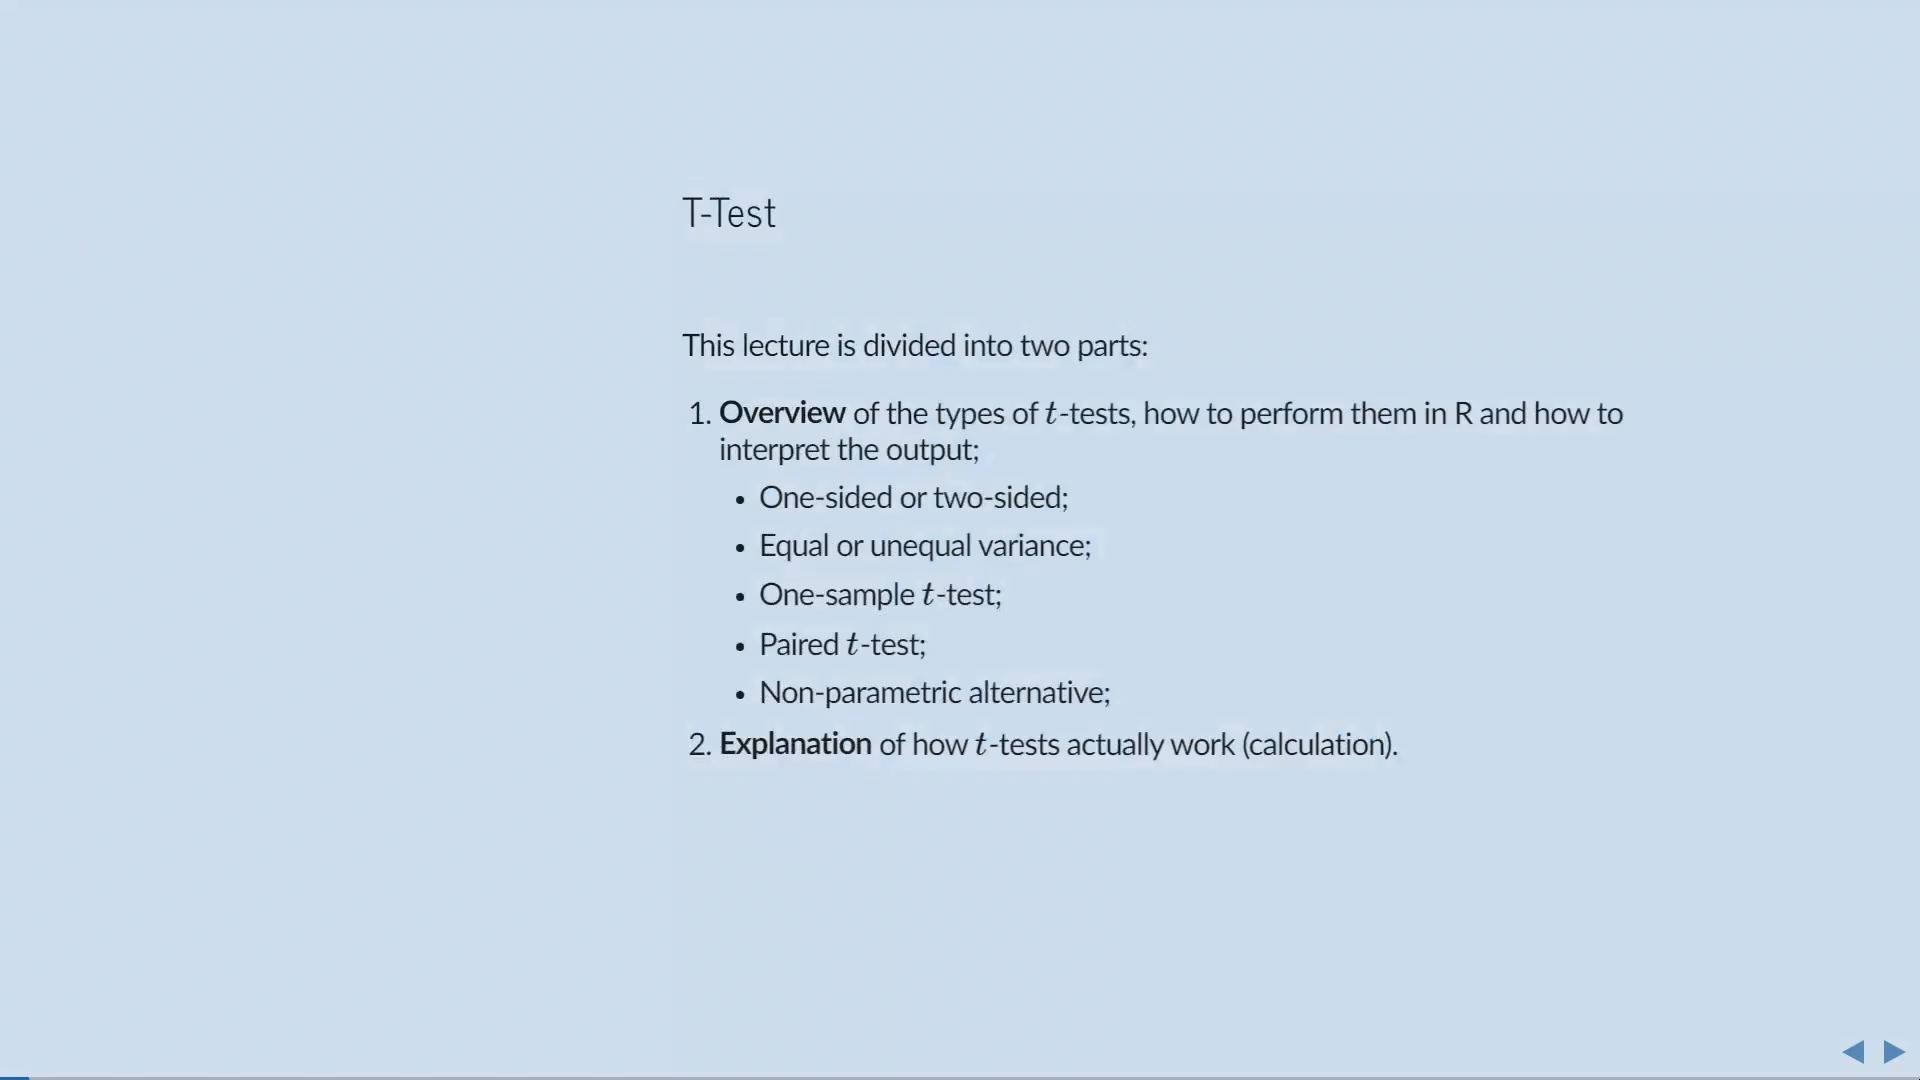 T-Test
This lecture is divided into two parts:
1. Overview of the types of t-tests, how to perform them in R and how to
interpret the output;
• One-sided or two-sided;
• Equal or unequal variance;
• One-sample t-test;
• Paired t-test;
• Non-parametric alternative;
2. Explanation of how t-tests actually work (calculation).